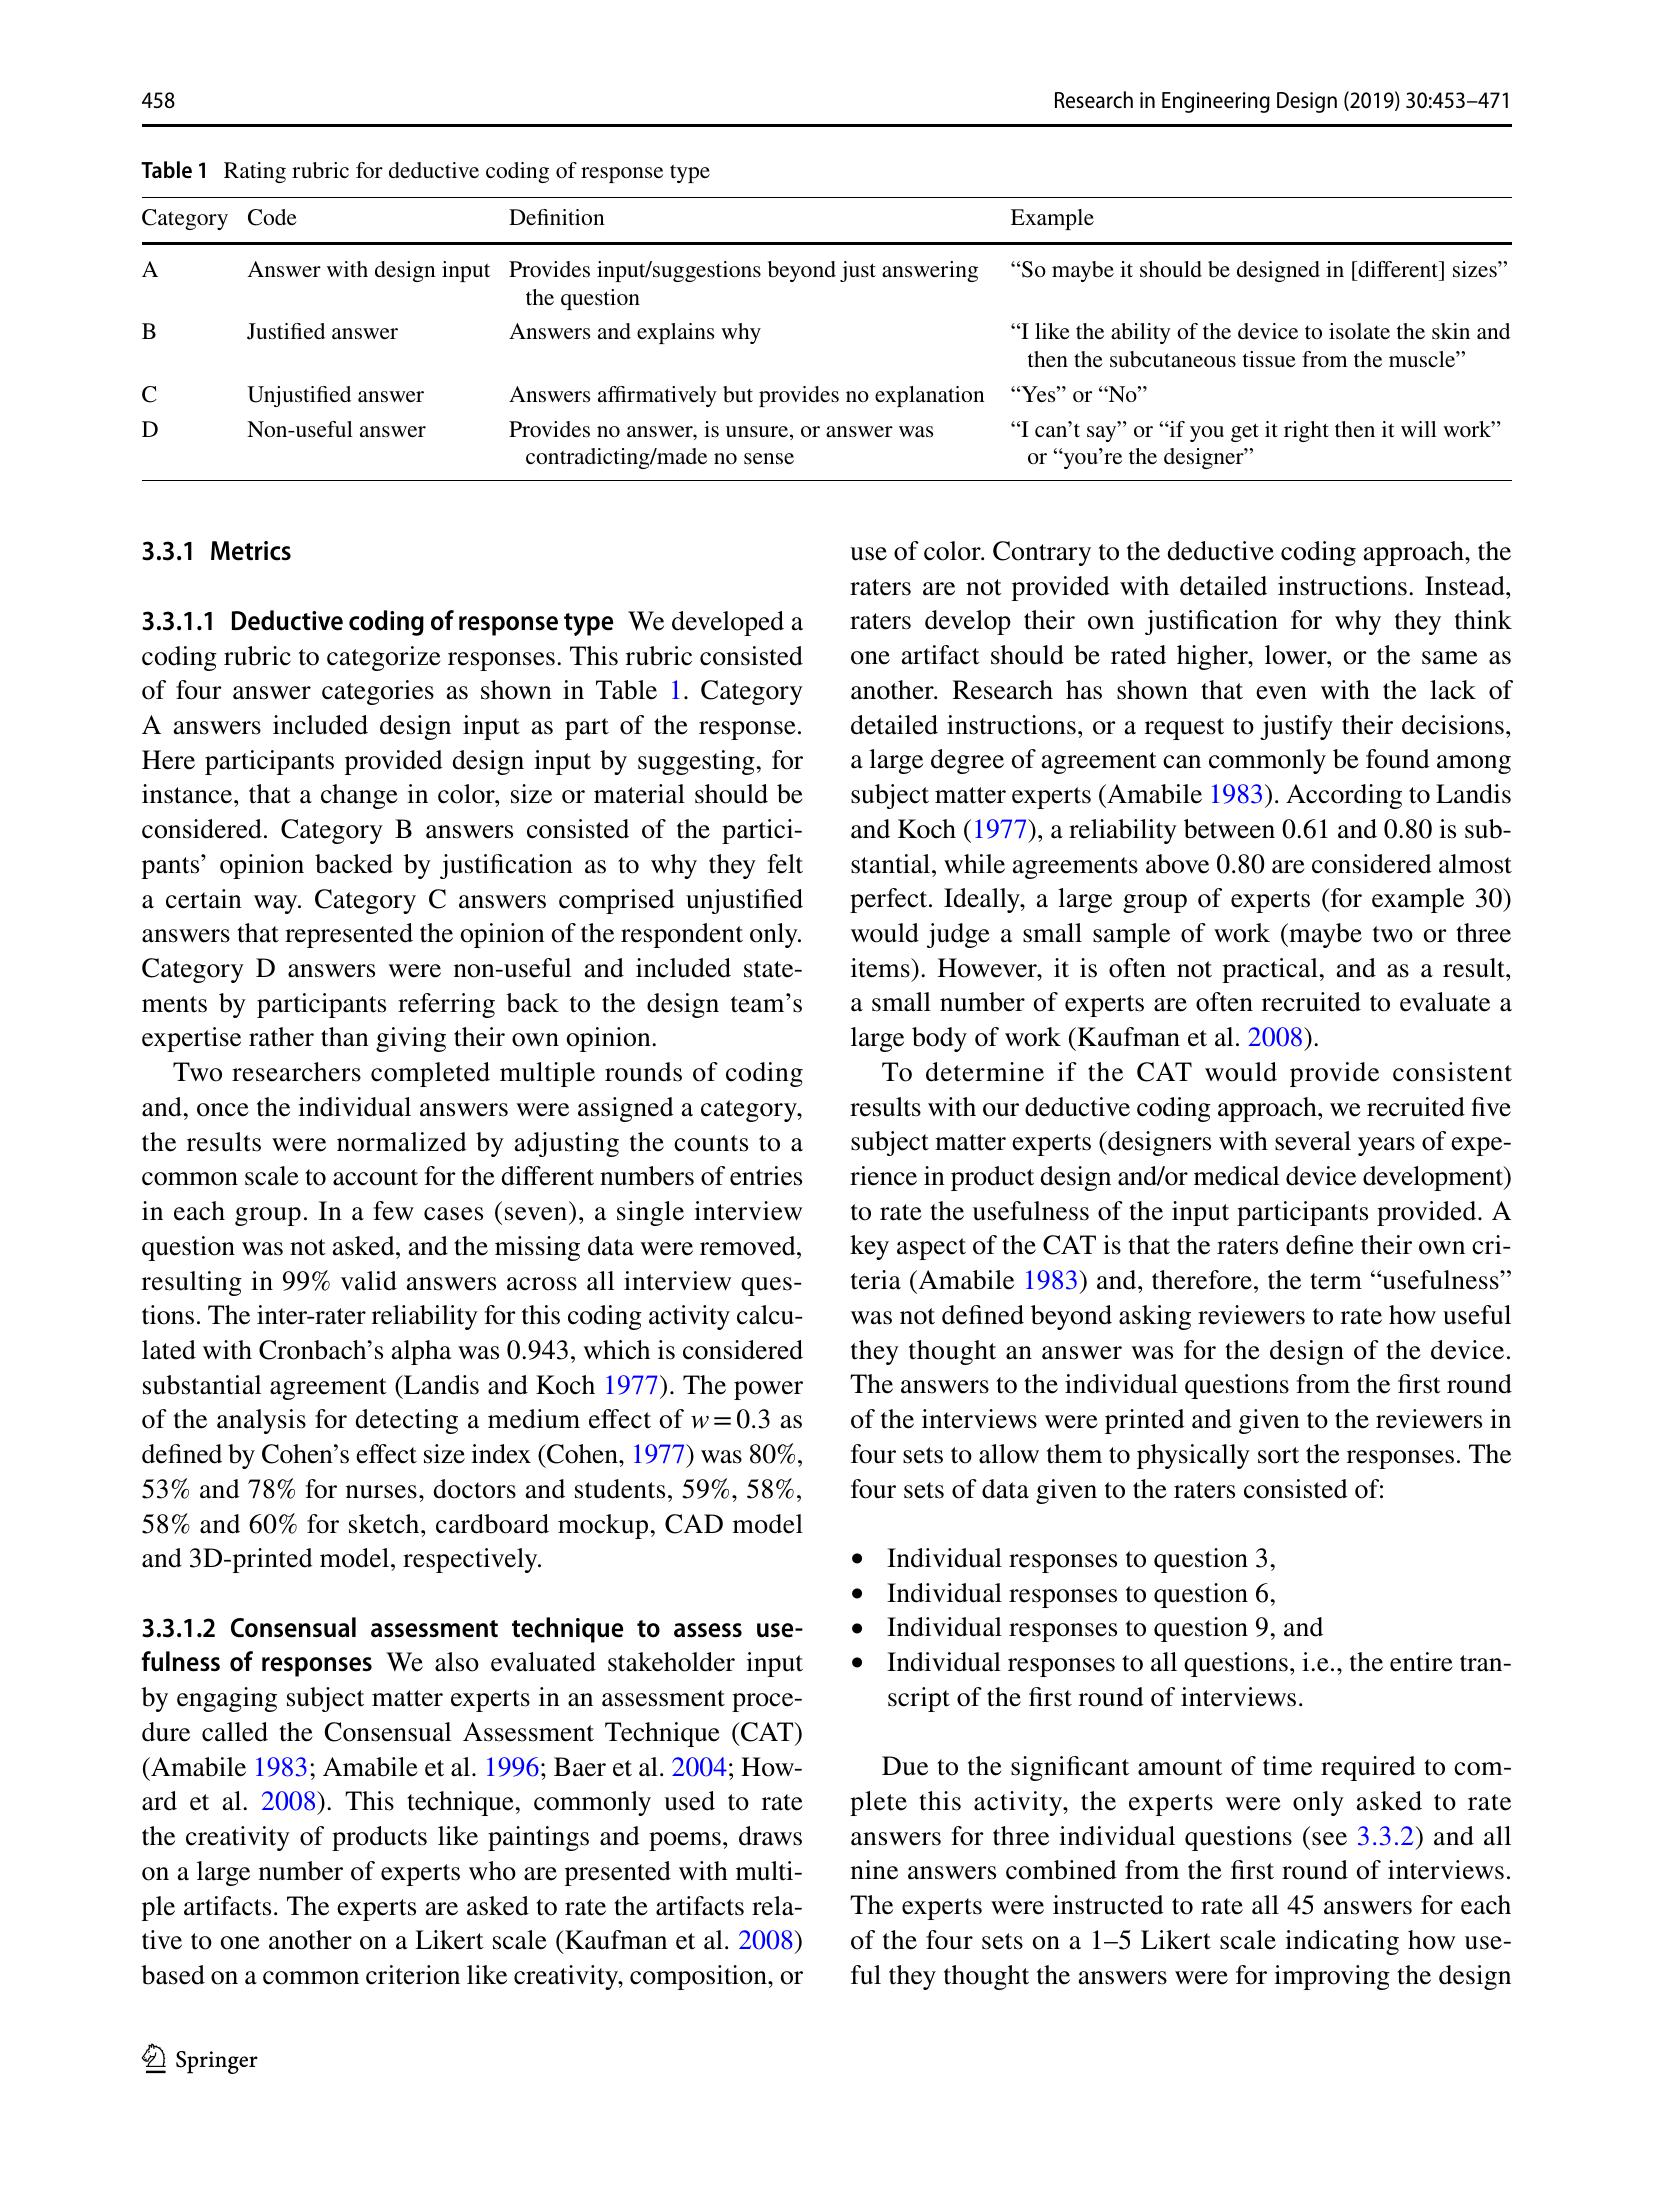 458
Research in Engineering Design (2019) 30:453–471
Table 1 Rating rubric for deductive coding of response type
Category Code Definition Example
A Answer with design input Provides input/suggestions beyond just answering the question “So maybe it should be designed in [different] sizes”
B Justified answer Answers and explains why “I like the ability of the device to isolate the skin and then the subcutaneous tissue from the muscle”
C Unjustified answer Answers affirmatively but provides no explanation “Yes” or “No”
D Non-useful answer Provides no answer, is unsure, or answer was contradicting/made no sense “I can’t say” or “if you get it right then it will work” or “you’re the designer”
3.3.1 Metrics
3.3.1.1 Deductive coding of response type We developed a
coding rubric to categorize responses. This rubric consisted
of four answer categories as shown in Table 1. Category
A answers included design input as part of the response.
Here participants provided design input by suggesting, for
instance, that a change in color, size or material should be
considered. Category B answers consisted of the partici-
pants’ opinion backed by justification as to why they felt
a certain way. Category C answers comprised unjustified
answers that represented the opinion of the respondent only.
Category D answers were non-useful and included state-
ments by participants referring back to the design team’s
expertise rather than giving their own opinion.
Two researchers completed multiple rounds of coding
and, once the individual answers were assigned a category,
the results were normalized by adjusting the counts to a
common scale to account for the different numbers of entries
in each group. In a few cases (seven), a single interview
question was not asked, and the missing data were removed,
resulting in 99% valid answers across all interview ques-
tions. The inter-rater reliability for this coding activity calcu-
lated with Cronbach’s alpha was 0.943, which is considered
substantial agreement (Landis and Koch 1977). The power
of the analysis for detecting a medium effect of w = 0.3 as
defined by Cohen’s effect size index (Cohen, 1977) was 80%,
53% and 78% for nurses, doctors and students, 59%, 58%,
58% and 60% for sketch, cardboard mockup, CAD model
and 3D-printed model, respectively.
3.3.1.2 Consensual assessment technique to assess use-
fulness of responses We also evaluated stakeholder input
by engaging subject matter experts in an assessment proce-
dure called the Consensual Assessment Technique (CAT)
(Amabile 1983; Amabile et al. 1996; Baer et al. 2004; How-
ard et al. 2008). This technique, commonly used to rate
the creativity of products like paintings and poems, draws
on a large number of experts who are presented with multi-
ple artifacts. The experts are asked to rate the artifacts rela-
tive to one another on a Likert scale (Kaufman et al. 2008)
based on a common criterion like creativity, composition, or
use of color. Contrary to the deductive coding approach, the
raters are not provided with detailed instructions. Instead,
raters develop their own justification for why they think
one artifact should be rated higher, lower, or the same as
another. Research has shown that even with the lack of
detailed instructions, or a request to justify their decisions,
a large degree of agreement can commonly be found among
subject matter experts (Amabile 1983). According to Landis
and Koch (1977), a reliability between 0.61 and 0.80 is sub-
stantial, while agreements above 0.80 are considered almost
perfect. Ideally, a large group of experts (for example 30)
would judge a small sample of work (maybe two or three
items). However, it is often not practical, and as a result,
a small number of experts are often recruited to evaluate a
large body of work (Kaufman et al. 2008).
To determine if the CAT would provide consistent
results with our deductive coding approach, we recruited five
subject matter experts (designers with several years of expe-
rience in product design and/or medical device development)
to rate the usefulness of the input participants provided. A
key aspect of the CAT is that the raters define their own cri-
teria (Amabile 1983) and, therefore, the term “usefulness”
was not defined beyond asking reviewers to rate how useful
they thought an answer was for the design of the device.
The answers to the individual questions from the first round
of the interviews were printed and given to the reviewers in
four sets to allow them to physically sort the responses. The
four sets of data given to the raters consisted of:
• Individual responses to question 3,
• Individual responses to question 6,
• Individual responses to question 9, and
• Individual responses to all questions, i.e., the entire tran-
script of the first round of interviews.
Due to the significant amount of time required to com-
plete this activity, the experts were only asked to rate
answers for three individual questions (see 3.3.2) and all
nine answers combined from the first round of interviews.
The experts were instructed to rate all 45 answers for each
of the four sets on a 1–5 Likert scale indicating how use-
ful they thought the answers were for improving the design
Springer